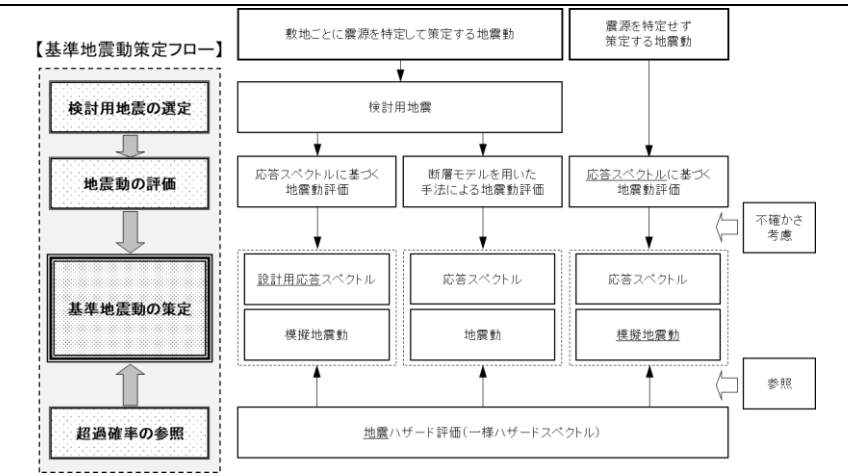 【基準地震動策定フロー】
検討用地震の選定
地震動の評価
基準地震動の策定
超過確率の参照
敷地ごとに震源を特定して策定する地震動
震源を特定せず
策定する地震動
検討用地震
応答スペクトルに基づく
地震動評価
断層モデルを用いた
手法による地震動評価
応答スペクトルに基づく
地震動評価
不確かさ
考慮
設計用応答スペクトル
応答スペクトル
応答スペクトル
模擬地震動
地震動
模擬地震動
参照
地震ハザード評価(一様ハザードスペクトル)